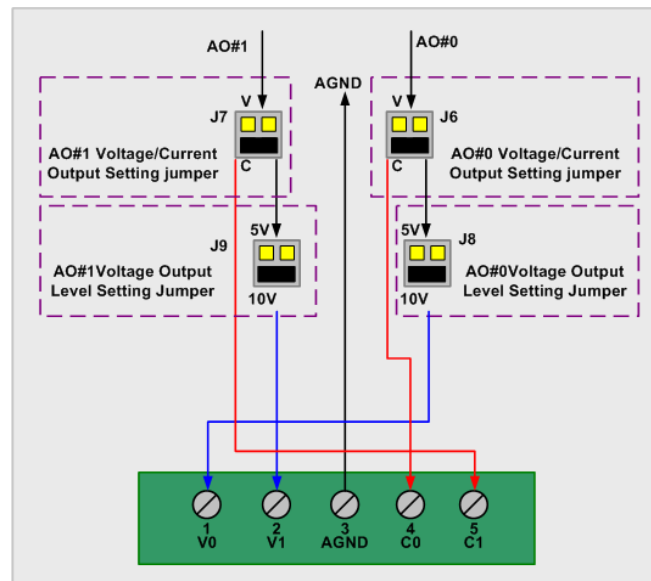 AO#1
AO#0
AGND
V
J7
V
J6
AO#1 Voltage/Current
Output Setting jumper
C
C
AO#0 Voltage/Current
Output Setting jumper
J9
5V
5V
J8
AO#1Voltage Output
Level Setting Jumper
AO#0Voltage Output
Level Setting Jumper
10V
10V
1
2
3
4
5
V0
V1
AGND
C0
C1